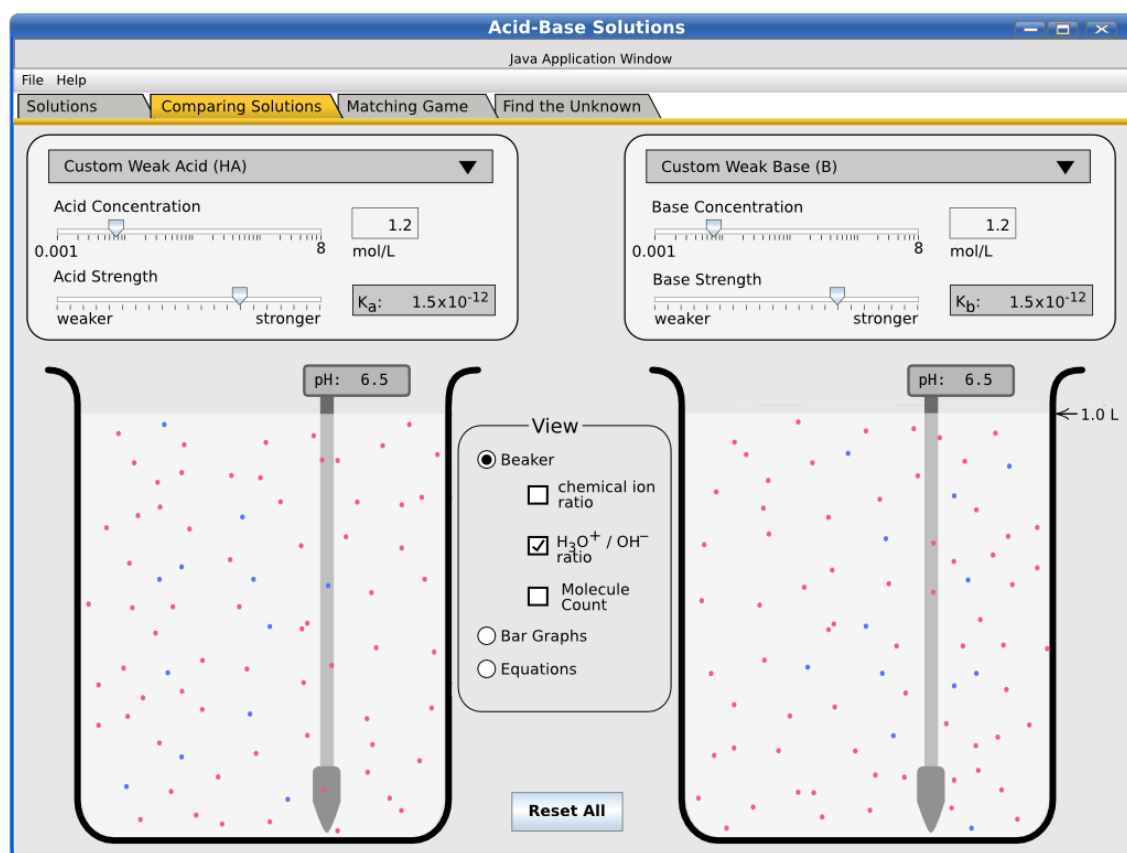 Acid-Base Solutions
Java Application Window
File Help
Solutions Comparing Solutions Matching Game Find the Unknown
Custom Weak Acid (HA)
Acid Concentration
1.2
0.001 8 mol/L
Acid Strength
Ka: 1.5x10-12
weaker stronger
Custom Weak Base (B)
Base Concentration
1.2
0.001 8 mol/L
Base Strength
Kb: 1.5x10-12
weaker stronger
pH: 6.5
pH: 6.5
1.0 L
View
Beaker
chemical ion
ratio
H3O+ / OH−
ratio
Molecule
Count
Bar Graphs
Equations
Reset All